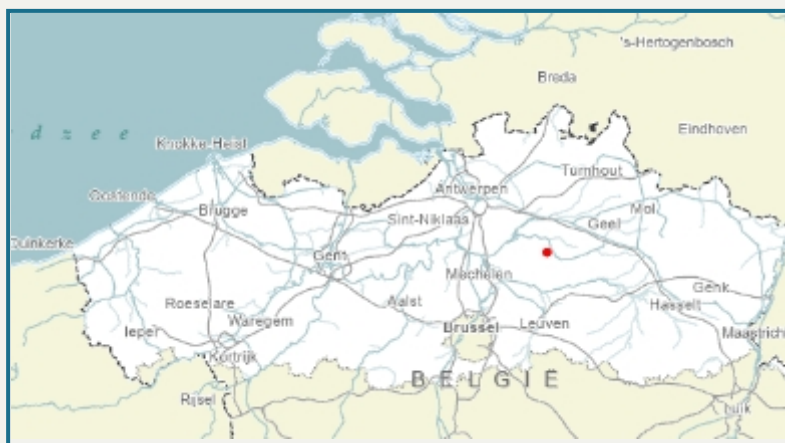 's-Hertogenbosch
Breda
Eindhoven
d z e e
Knokke-Heist
Turnhout
Antwerpen
Oostende
Brugge
Sint-Niklaas
Geel
Mol
Duinkerke
Gent
Mechelen
Genk
Roeselare
Aalst
Hasselt
Ieper
Waregem
Brussel
Leuven
Maastrich
Kortrijk
BELGIË
Rijsel
Luik